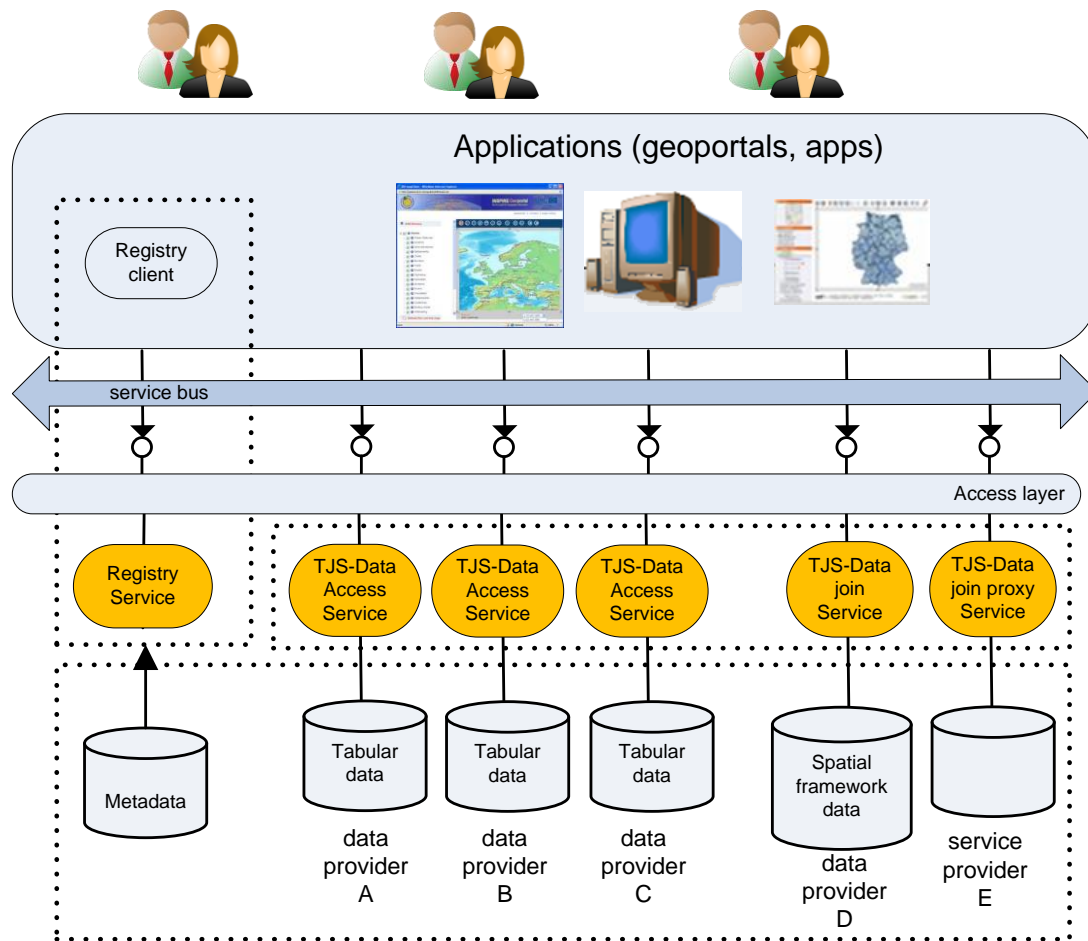 Applications (geoportals, apps)
Registry
client
service bus
Access layer
Registry
Service
TJS-Data
Access
Service
TJS-Data
Access
Service
TJS-Data
Access
Service
TJS-Data
join
Service
TJS-Data
join proxy
Service
Metadata
Tabular
data
Tabular
data
Tabular
data
Spatial
framework
data
data
provider
A
data
provider
B
data
provider
C
data
provider
D
service
provider
E